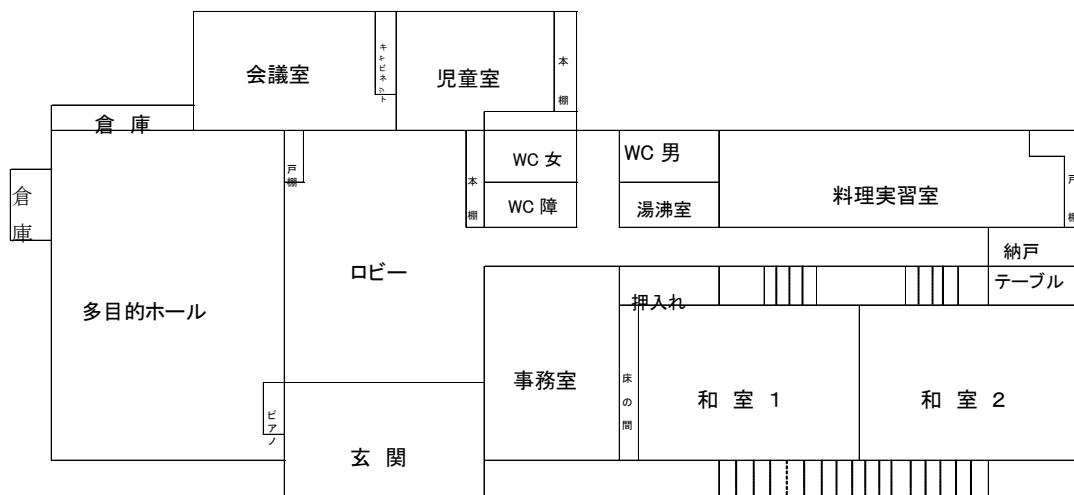 会議室
キャビネット
児童室
本棚
倉 庫
倉庫
戸棚
本棚
WC 女
WC 障
WC 男
湯沸室
料理実習室
戸棚
納戸
テーブル
ロビー
多目的ホール
押入れ
事務室
床の間
和 室 1
和 室 2
ピアノ
玄 関